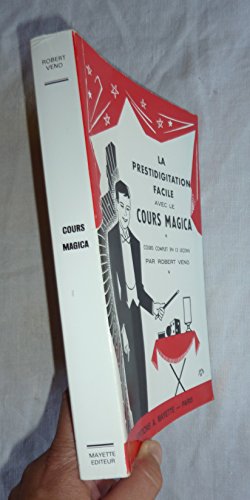 ROBERT
VENO
COURS
MAGICA
MAYETTE
EDITEUR
LA
PRESTIDIGITATION
FACILE
AVEC LE
COURS MAGICA
COURS COMPLET EN 12 LEÇONS
PAR ROBERT VENO
MAYETTE — PARIS